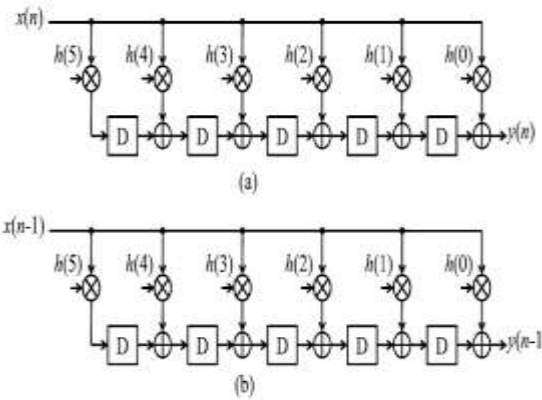 x(n)
h(5) h(4) h(3) h(2) h(1) h(0)
D D D D D y(n)
(a)
x(n-1)
h(5) h(4) h(3) h(2) h(1) h(0)
D D D D D y(n-1
(b)